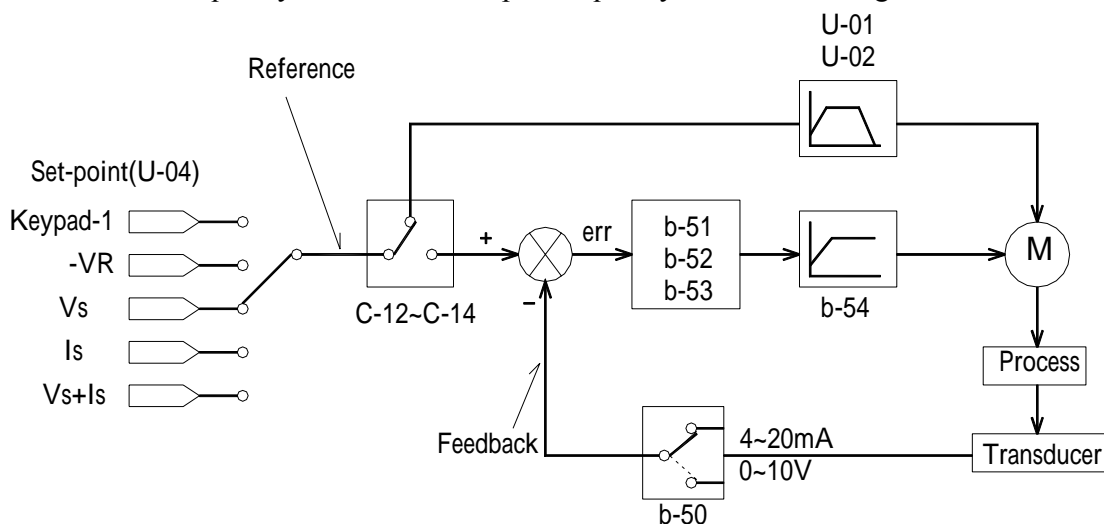 U-01
U-02
Reference
Set-point(U-04)
Keypad-1
-VR
Vs
Is
Vs+Is
C-12~C-14
+
−
err
b-51
b-52
b-53
b-54
M
Process
Transducer
4~20mA
0~10V
b-50
Feedback